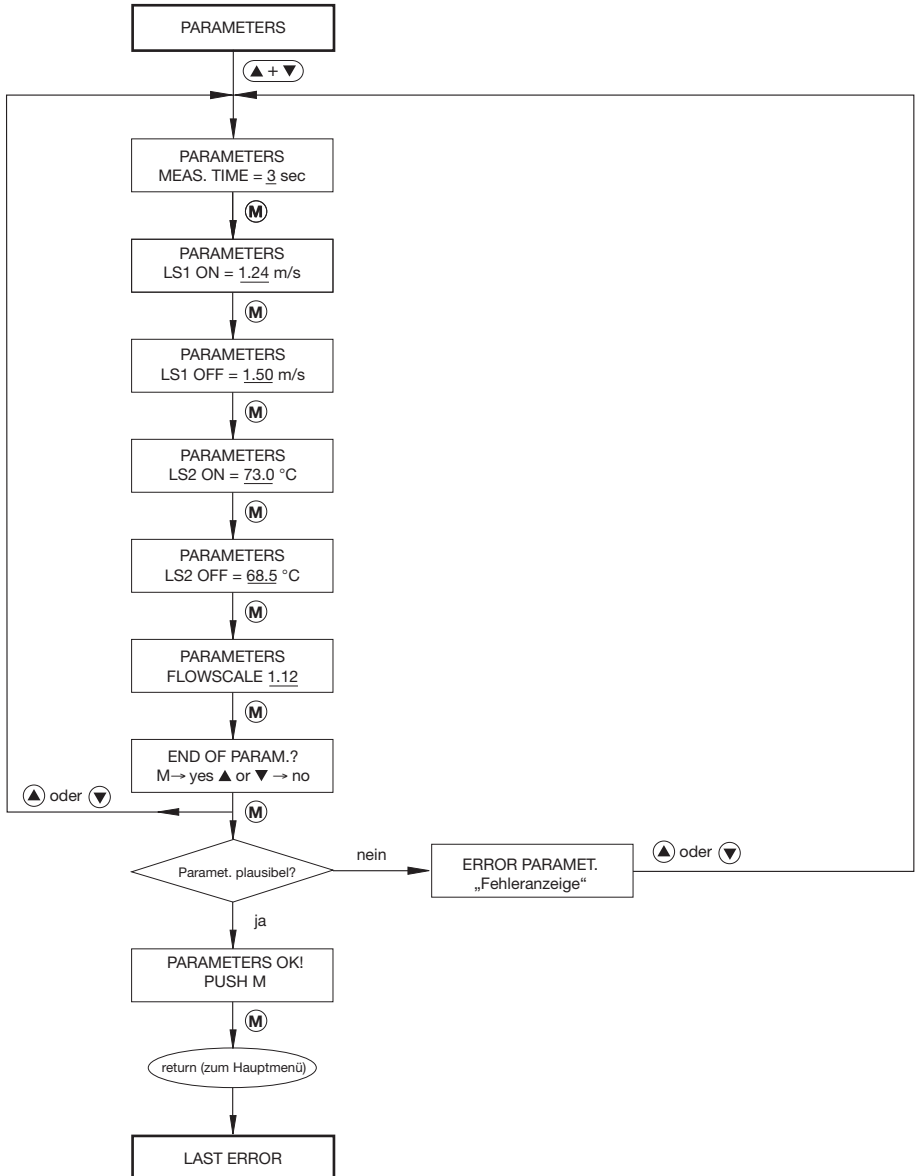 PARAMETERS
▲ + ▼
PARAMETERS
MEAS. TIME = 3 sec
M
PARAMETERS
LS1 ON = 1.24 m/s
M
PARAMETERS
LS1 OFF = 1.50 m/s
M
PARAMETERS
LS2 ON = 73.0 °C
M
PARAMETERS
LS2 OFF = 68.5 °C
M
PARAMETERS
FLOWSCALE 1.12
M
END OF PARAM.?
M→ yes ▲ or ▼ → no
▲ oder ▼
M
Paramet. plausibel?
nein
ERROR PARAMET.
„Fehleranzeige“
▲ oder ▼
ja
PARAMETERS OK!
PUSH M
M
return (zum Hauptmenü)
LAST ERROR